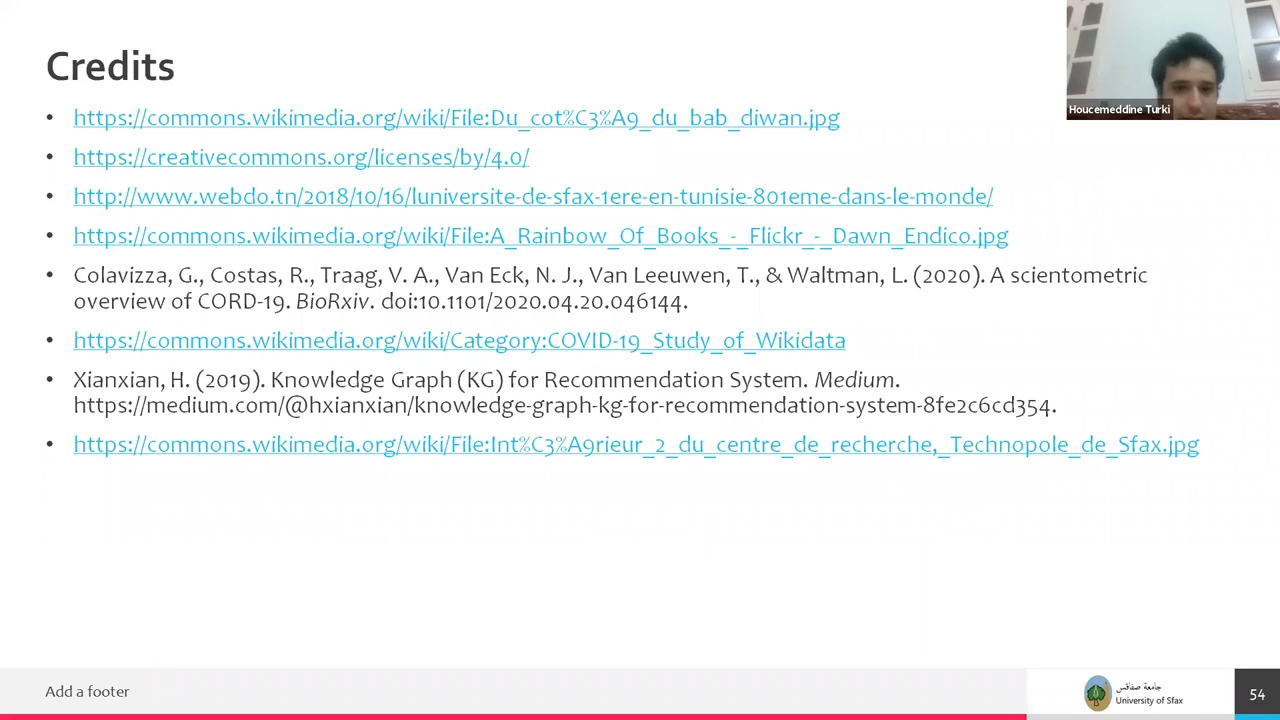 Credits
Houcemeddine Turki
• https://commons.wikimedia.org/wiki/File:Du_cot%C3%A9_du_bab_diwan.jpg
• https://creativecommons.org/licenses/by/4.0/
• http://www.webdo.tn/2018/10/16/luniversite-de-sfax-1ere-en-tunisie-801eme-dans-le-monde/
• https://commons.wikimedia.org/wiki/File:A_Rainbow_Of_Books_-_Flickr_-_Dawn_Endico.jpg
• Colavizza, G., Costas, R., Traag, V. A., Van Eck, N. J., Van Leeuwen, T., & Waltman, L. (2020). A scientometric
overview of CORD-19. BioRxiv. doi:10.1101/2020.04.20.046144.
• https://commons.wikimedia.org/wiki/Category:COVID-19_Study_of_Wikidata
• Xianxian, H. (2019). Knowledge Graph (KG) for Recommendation System. Medium.
https://medium.com/@hxianxian/knowledge-graph-kg-for-recommendation-system-8fe2c6cd354.
• https://commons.wikimedia.org/wiki/File:Int%C3%A9rieur_2_du_centre_de_recherche,_Technopole_de_Sfax.jpg
Add a footer
جامعة صفاقس
University of Sfax
54